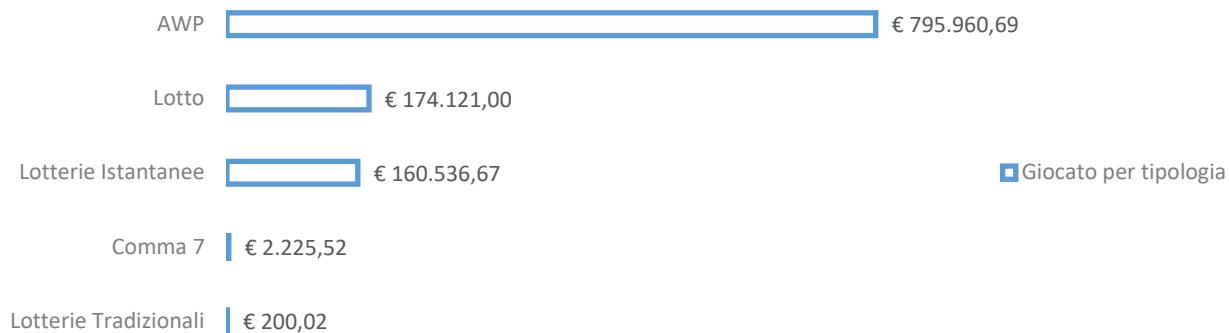 AWP € 795.960,69
Lotto € 174.121,00
Lotterie Istantanee € 160.536,67
Giocato per tipologia
Comma 7 € 2.225,52
Lotterie Tradizionali € 200,02